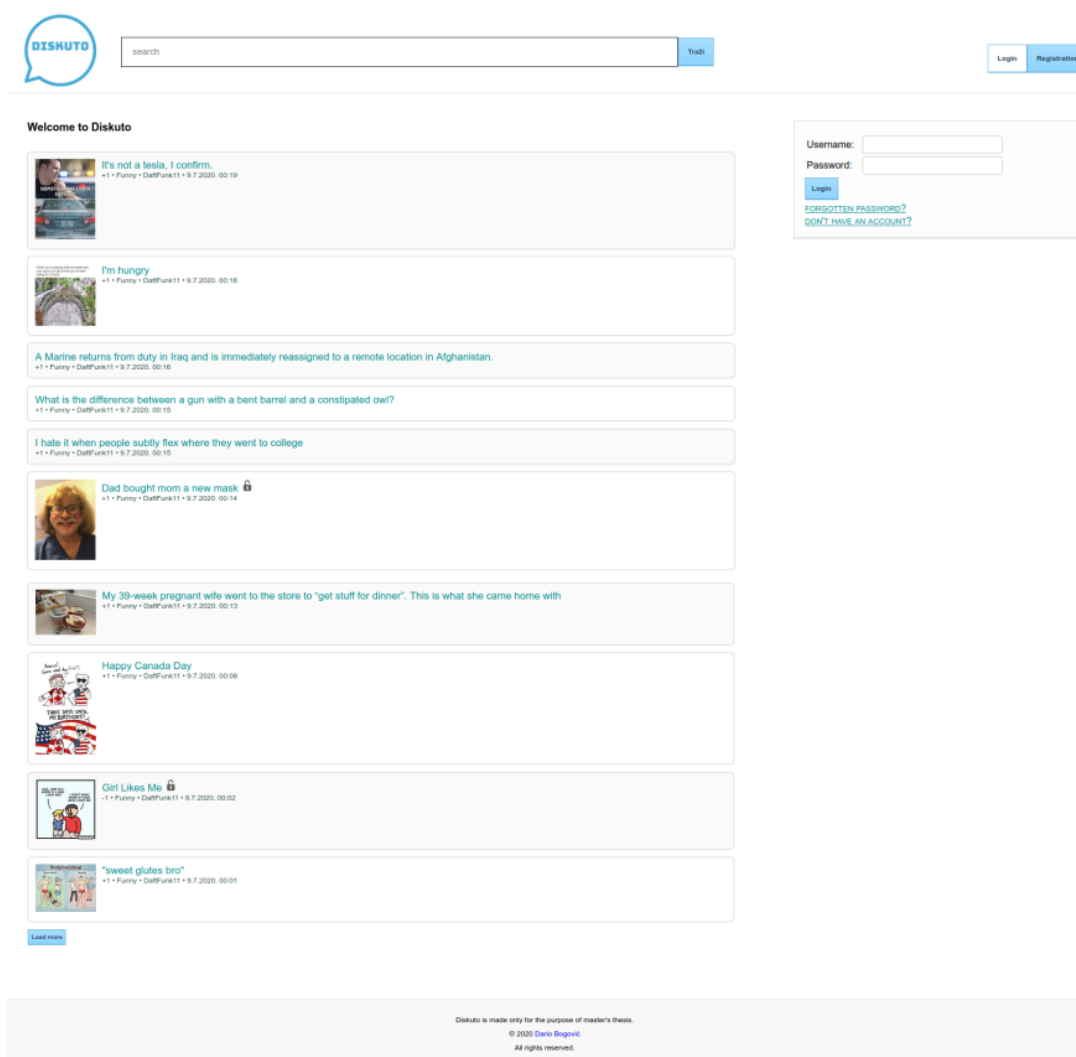 DISKUTO
search
Traži
Login
Registration
Welcome to Diskuto
It's not a tesla, I confirm.
+1 • Funny • DaftFunk11 • 9.7.2020. 00:19
I'm hungry
+1 • Funny • DaftFunk11 • 9.7.2020. 00:18
A Marine returns from duty in Iraq and is immediately reassigned to a remote location in Afghanistan.
+1 • Funny • DaftFunk11 • 9.7.2020. 00:16
What is the difference between a gun with a bent barrel and a constipated owl?
+1 • Funny • DaftFunk11 • 9.7.2020. 00:15
I hate it when people subtly flex where they went to college
+1 • Funny • DaftFunk11 • 9.7.2020. 00:15
Dad bought mom a new mask
+1 • Funny • DaftFunk11 • 9.7.2020. 00:14
My 39-week pregnant wife went to the store to “get stuff for dinner”. This is what she came home with
+1 • Funny • DaftFunk11 • 9.7.2020. 00:13
Happy Canada Day
+1 • Funny • DaftFunk11 • 9.7.2020. 00:08
THREE DAYS UNTIL
MY BIRTHDAY!
Girl Likes Me
-1 • Funny • DaftFunk11 • 9.7.2020. 00:02
"sweet glutes bro"
+1 • Funny • DaftFunk11 • 9.7.2020. 00:01
Bodybuilding
Load more
Username:
Password:
Login
FORGOTTEN PASSWORD?
DON'T HAVE AN ACCOUNT?
Diskuto is made only for the purpose of master's thesis.
© 2020 Dario Bogović
All rights reserved.